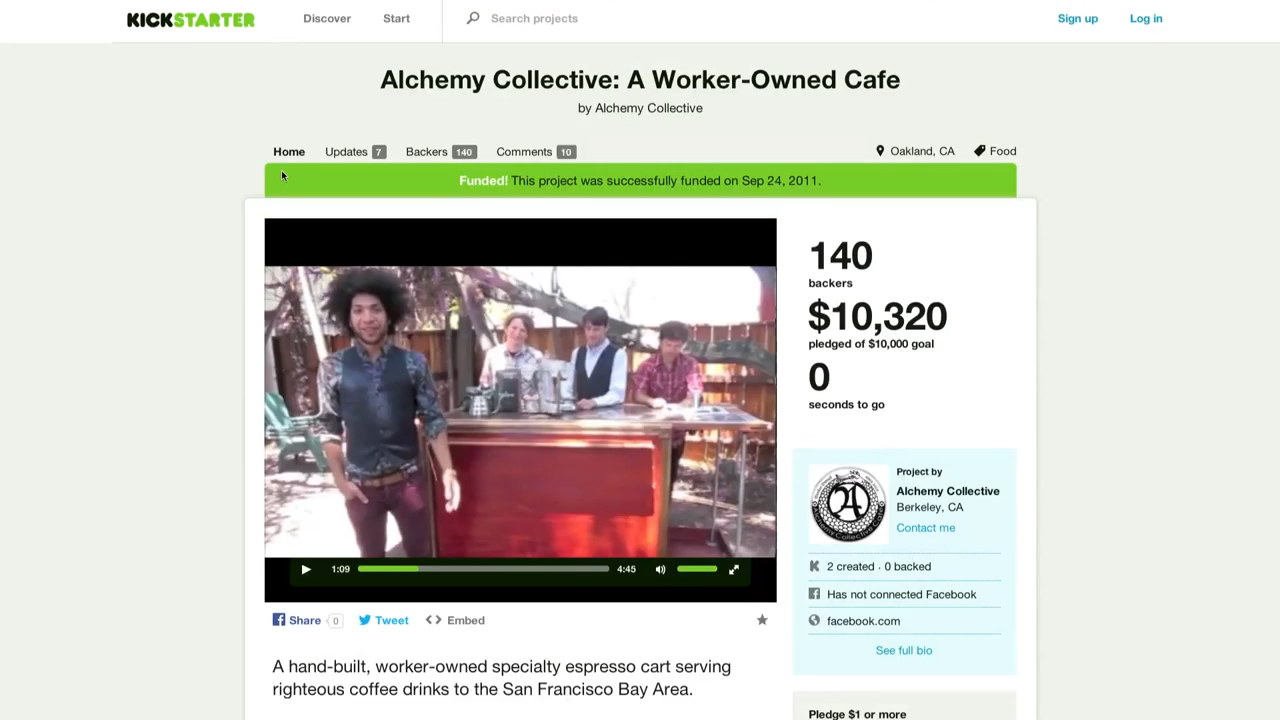 KICKSTARTER Discover Start Search projects Sign up Log in
Alchemy Collective: A Worker-Owned Cafe
by Alchemy Collective
Home Updates 7 Backers 140 Comments 10 Oakland, CA Food
Funded! This project was successfully funded on Sep 24, 2011.
140
backers
$10,320
pledged of $10,000 goal
0
seconds to go
Project by
Alchemy Collective
Berkeley, CA
Contact me
2 created · 0 backed
Has not connected Facebook
facebook.com
See full bio
1:09 4:45
Share 0 Tweet Embed
A hand-built, worker-owned specialty espresso cart serving
righteous coffee drinks to the San Francisco Bay Area.
Pledge $1 or more